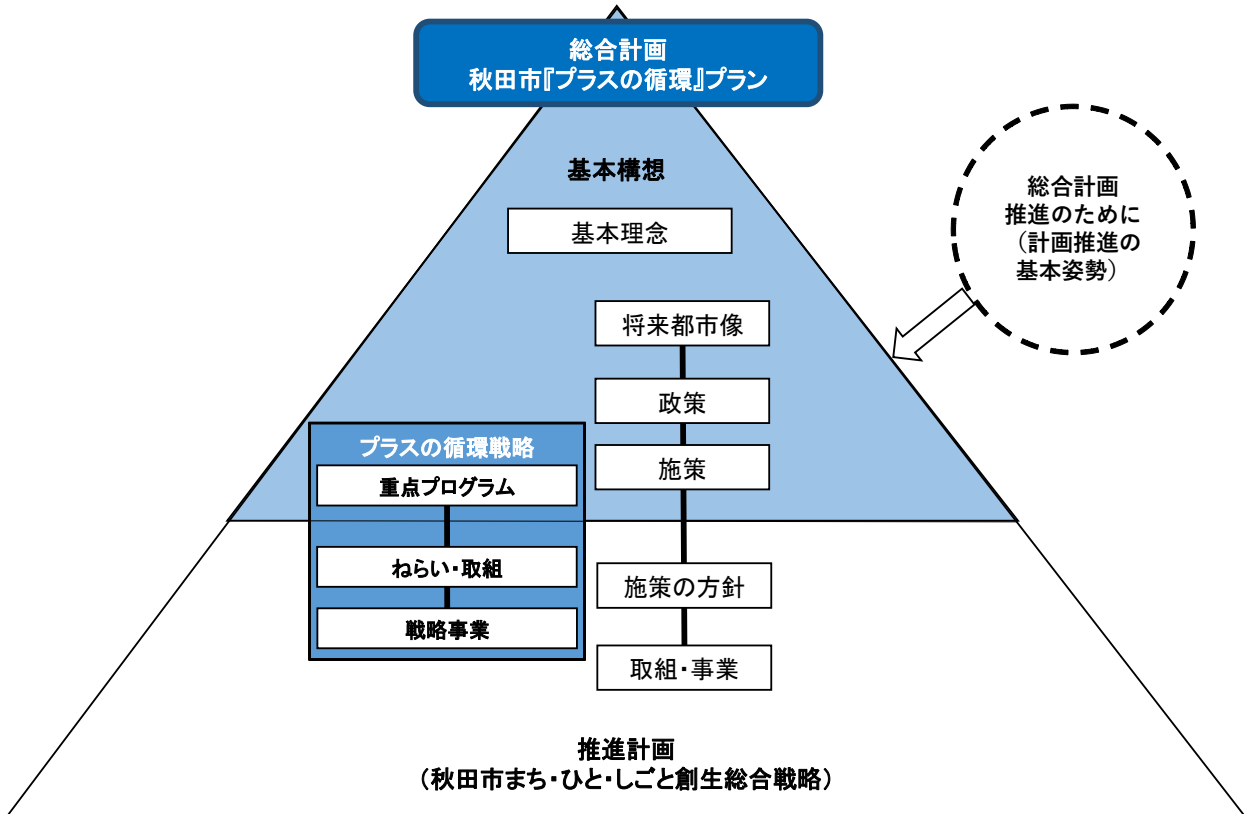 総合計画
秋田市『プラスの循環』プラン
基本構想
基本理念
総合計画
推進のために
（計画推進の
基本姿勢）
将来都市像
政策
施策
プラスの循環戦略
重点プログラム
ねらい・取組
戦略事業
施策の方針
取組・事業
推進計画
（秋田市まち・ひと・しごと創生総合戦略）